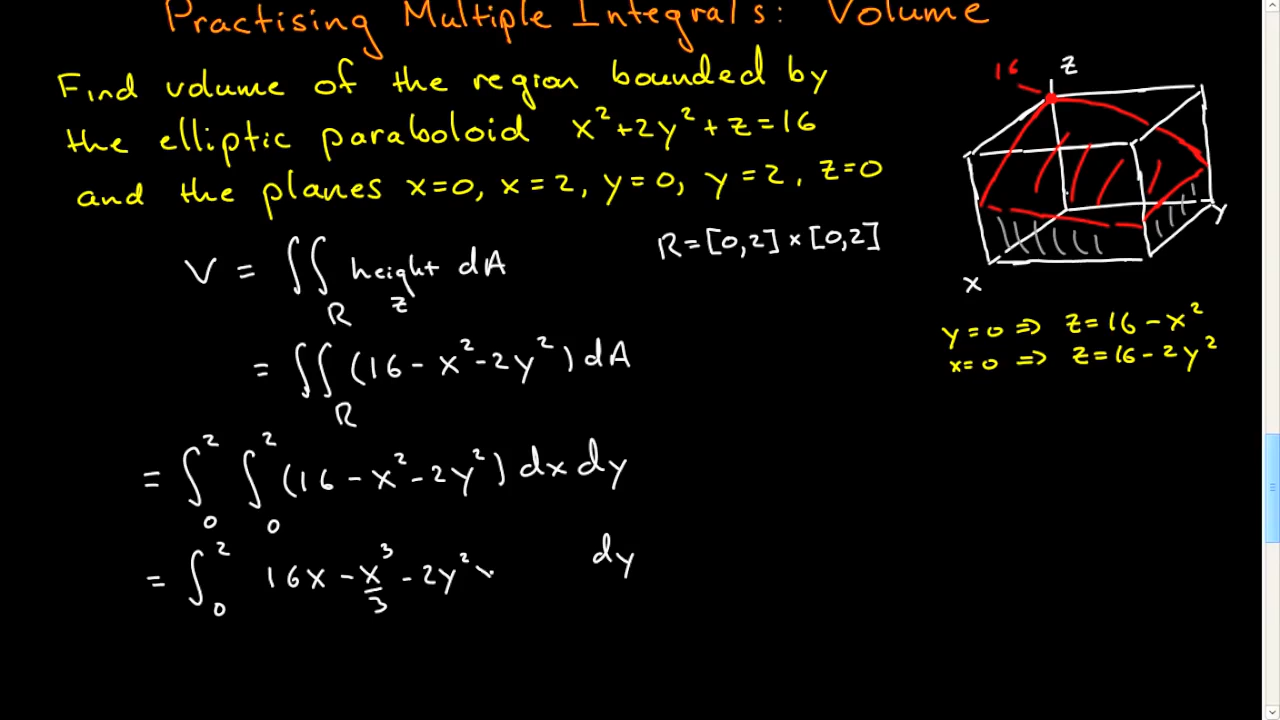 Practising Multiple Integrals: Volume
Find volume of the region bounded by
the elliptic paraboloid x²+2y²+z=16
and the planes x=0, x=2, y=0, y=2, z=0
R=[0,2]×[0,2]
V = ∬_R height dA
z
= ∬_R (16-x²-2y²) dA
= ∫₀² ∫₀² (16-x²-2y²) dx dy
= ∫₀² 16x - x³/3 - 2y² dy
16
z
y
x
y=0 ⇒ z=16-x²
x=0 ⇒ z=16-2y²